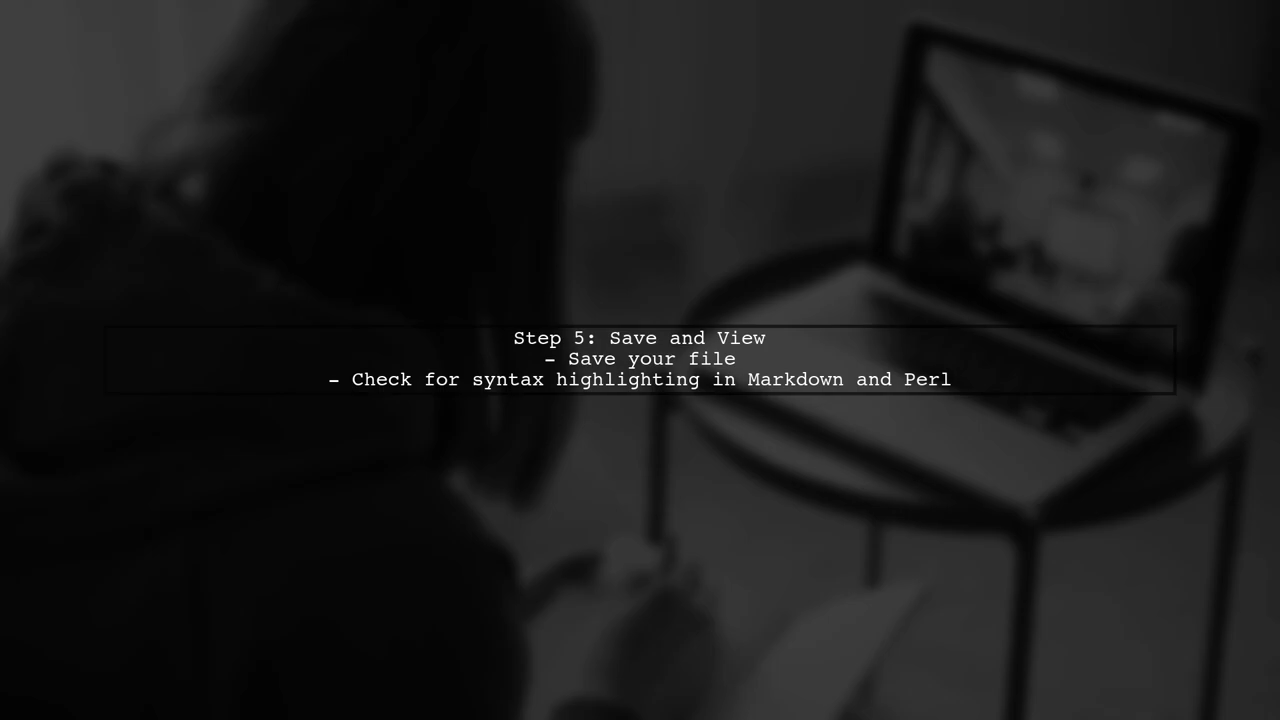 Step 5: Save and View
– Save your file
– Check for syntax highlighting in Markdown and Perl